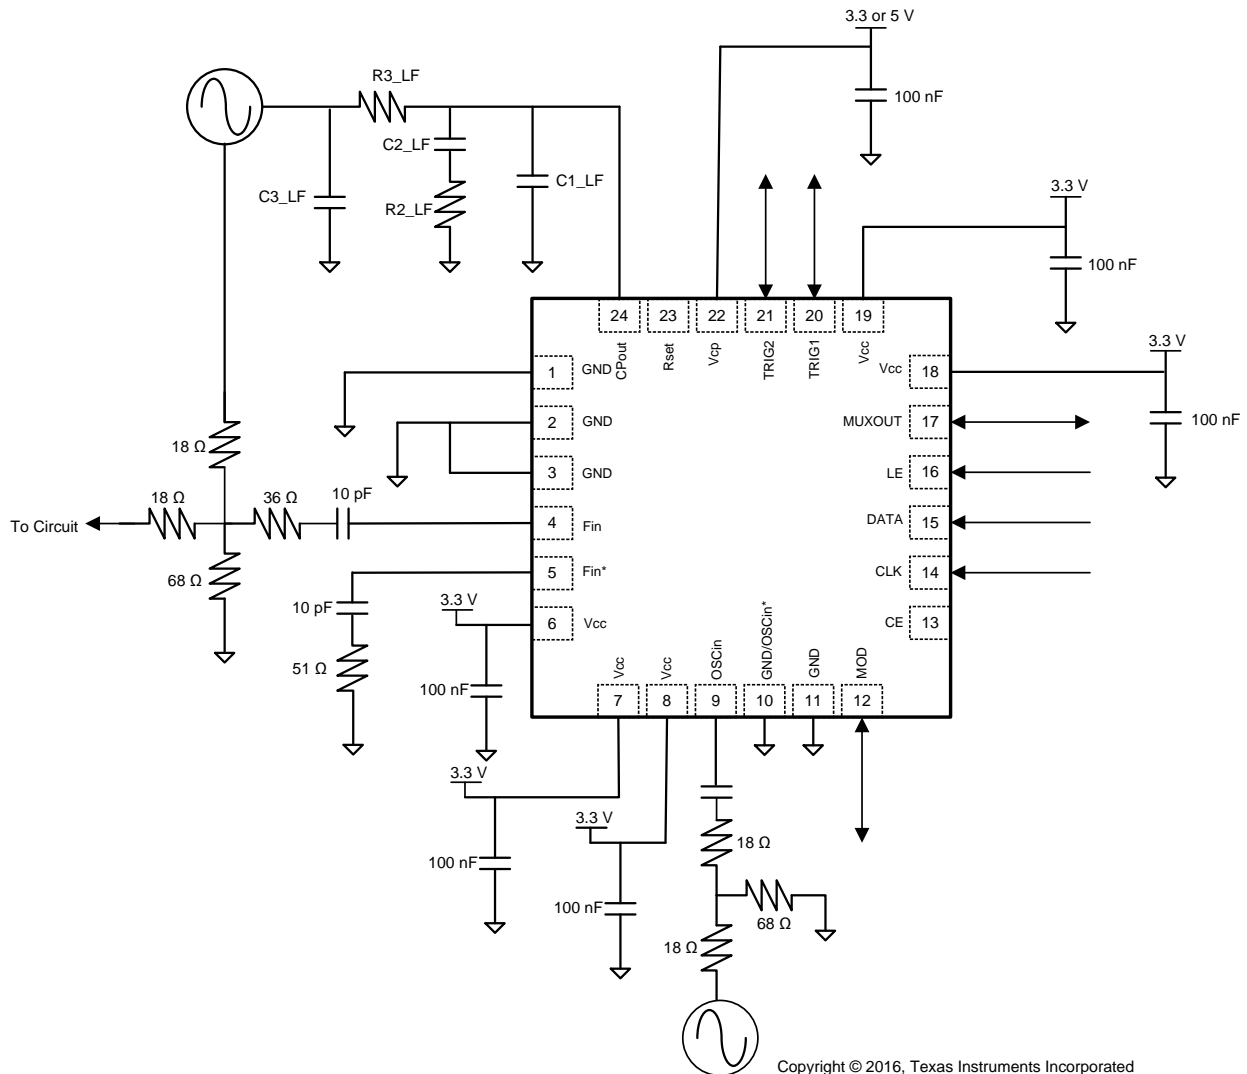 3.3 or 5 V
100 nF
R3_LF
C2_LF
C3_LF
R2_LF
C1_LF
3.3 V
100 nF
24
23
22
21
20
19
CPout
Rset
Vcp
TRIG2
TRIG1
Vcc
3.3 V
100 nF
1
GND
2
GND
3
GND
4
Fin
5
Fin*
6
Vcc
Vcc
18
MUXOUT
17
LE
16
DATA
15
CLK
14
CE
13
18 Ω
18 Ω
36 Ω
10 pF
To Circuit
68 Ω
10 pF
51 Ω
3.3 V
100 nF
Vcc
Vcc
OSCin
GND/OSCin*
GND
MOD
7
8
9
10
11
12
3.3 V
100 nF
3.3 V
100 nF
18 Ω
68 Ω
18 Ω
Copyright © 2016, Texas Instruments Incorporated